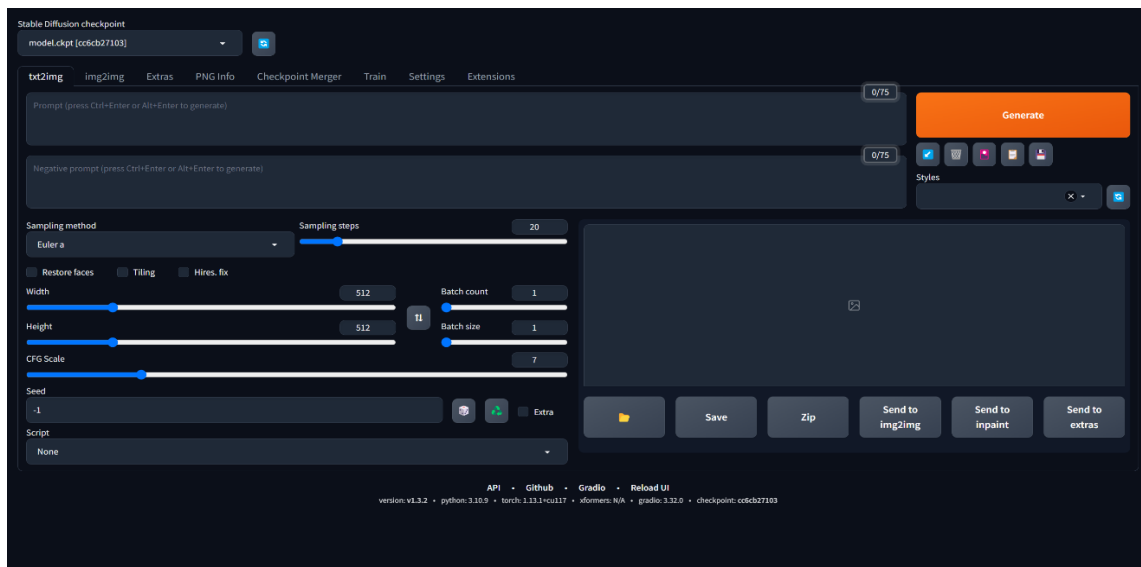 Stable Diffusion checkpoint
model.ckpt [cc6cb27103]
txt2img img2img Extras PNG Info Checkpoint Merger Train Settings Extensions
Prompt (press Ctrl+Enter or Alt+Enter to generate)
0/75
Generate
Negative prompt (press Ctrl+Enter or Alt+Enter to generate)
0/75
Styles
Sampling method
Euler a
Sampling steps
20
Restore faces Tiling Hires. fix
Width
512
Batch count
1
Height
512
Batch size
1
CFG Scale
7
Seed
-1
Extra
Script
None
Save
Zip
Send to
img2img
Send to
inpaint
Send to
extras
API • Github • Gradio • Reload UI
version: v1.3.2 • python: 3.10.9 • torch: 1.13.1+cu117 • xformers: N/A • gradio: 3.32.0 • checkpoint: cc6cb27103